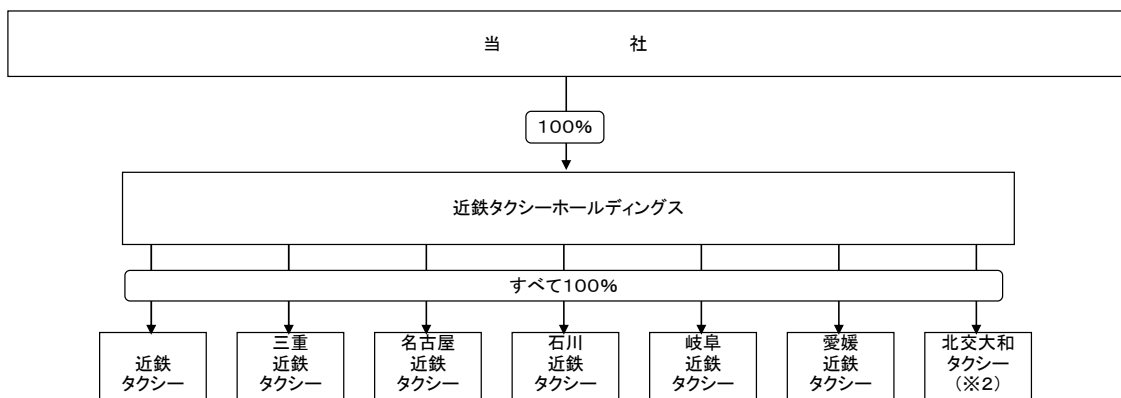 当　　社
100%
近鉄タクシーホールディングス
すべて100%
近鉄
タクシー
三重
近鉄
タクシー
名古屋
近鉄
タクシー
石川
近鉄
タクシー
岐阜
近鉄
タクシー
愛媛
近鉄
タクシー
北交大和
タクシー
（※2）